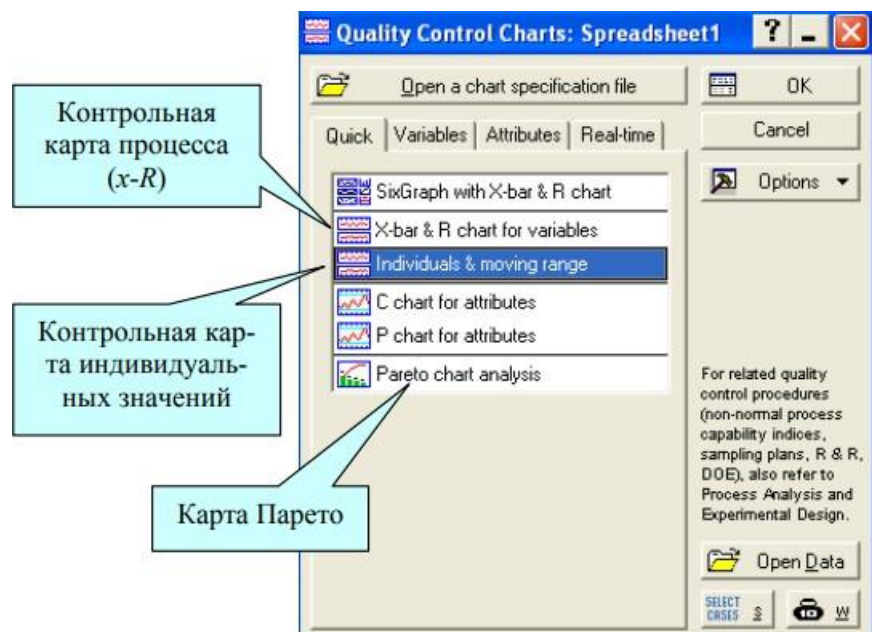 Quality Control Charts: Spreadsheet1
Open a chart specification file
OK
Cancel
Quick
Variables
Attributes
Real-time
Options
SixGraph with X-bar & R chart
X-bar & R chart for variables
Individuals & moving range
C chart for attributes
P chart for attributes
Pareto chart analysis
For related quality
control procedures
(non-normal process
capability indices,
sampling plans, R & R,
DOE), also refer to
Process Analysis and
Experimental Design.
Open Data
SELECT
CASES
S
W
Контрольная
карта процесса
(x-R)
Контрольная кар-
та индивидуаль-
ных значений
Карта Парето